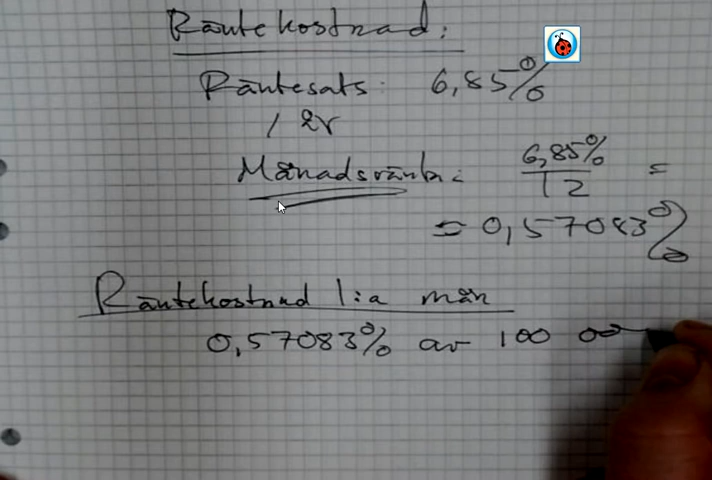 Räntekostnad:
Räntesats: 6,85%
/ år
Månadsränta: 6,85%
12 =
= 0,57083%
Räntekostnad 1:a mån
0,57083% av 100 00